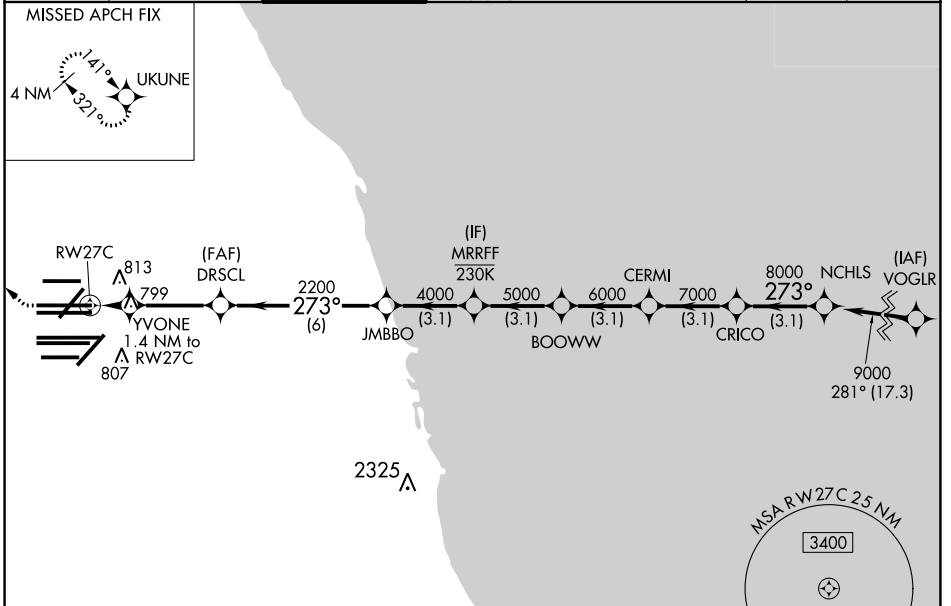 MISSED APCH FIX
141°
UKUNE
4 NM
321°
RW27C
813
799
YVONE
1.4 NM to
RW27C
807
(FAF)
DRSCL
2200
273°
(6)
JMBBO
4000
(3.1)
(IF)
MRRFF
230K
5000
(3.1)
BOOWW
6000
(3.1)
CERMI
7000
(3.1)
CRICO
8000
273°
(3.1)
NCHLS
(IAF)
VOGLR
9000
281° (17.3)
2325
MSA RW27C 25 NM
3400